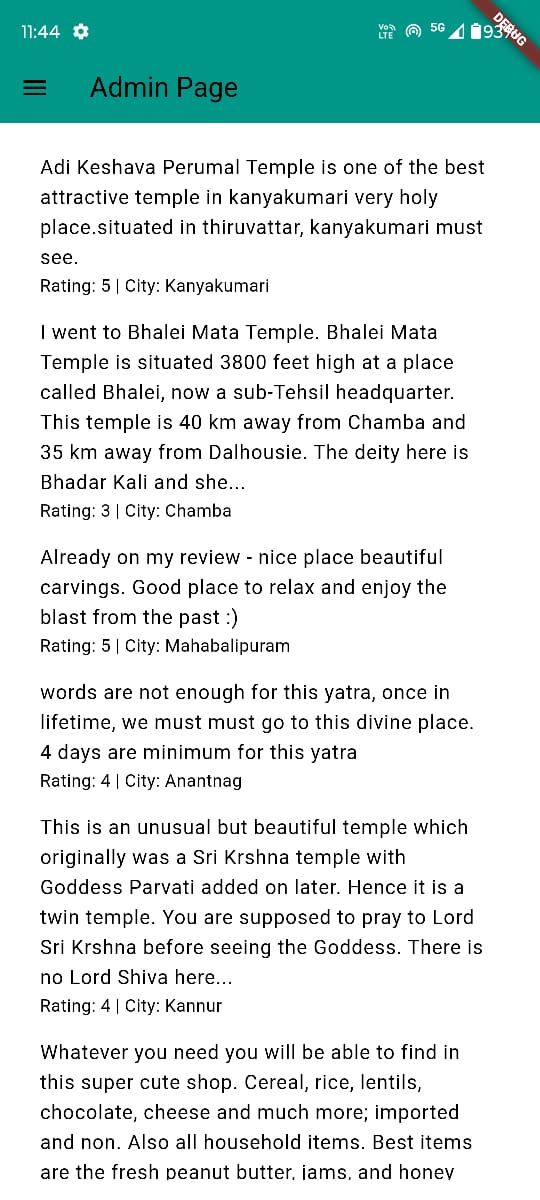 11:44
Vo))
LTE
5G
93%
DEBUG
Admin Page
Adi Keshava Perumal Temple is one of the best
attractive temple in kanyakumari very holy
place.situated in thiruvattar, kanyakumari must
see.
Rating: 5 | City: Kanyakumari
I went to Bhalei Mata Temple. Bhalei Mata
Temple is situated 3800 feet high at a place
called Bhalei, now a sub-Tehsil headquarter.
This temple is 40 km away from Chamba and
35 km away from Dalhousie. The deity here is
Bhadar Kali and she...
Rating: 3 | City: Chamba
Already on my review - nice place beautiful
carvings. Good place to relax and enjoy the
blast from the past :)
Rating: 5 | City: Mahabalipuram
words are not enough for this yatra, once in
lifetime, we must must go to this divine place.
4 days are minimum for this yatra
Rating: 4 | City: Anantnag
This is an unusual but beautiful temple which
originally was a Sri Krshna temple with
Goddess Parvati added on later. Hence it is a
twin temple. You are supposed to pray to Lord
Sri Krshna before seeing the Goddess. There is
no Lord Shiva here...
Rating: 4 | City: Kannur
Whatever you need you will be able to find in
this super cute shop. Cereal, rice, lentils,
chocolate, cheese and much more; imported
and non. Also all household items. Best items
are the fresh peanut butter, jams, and honey